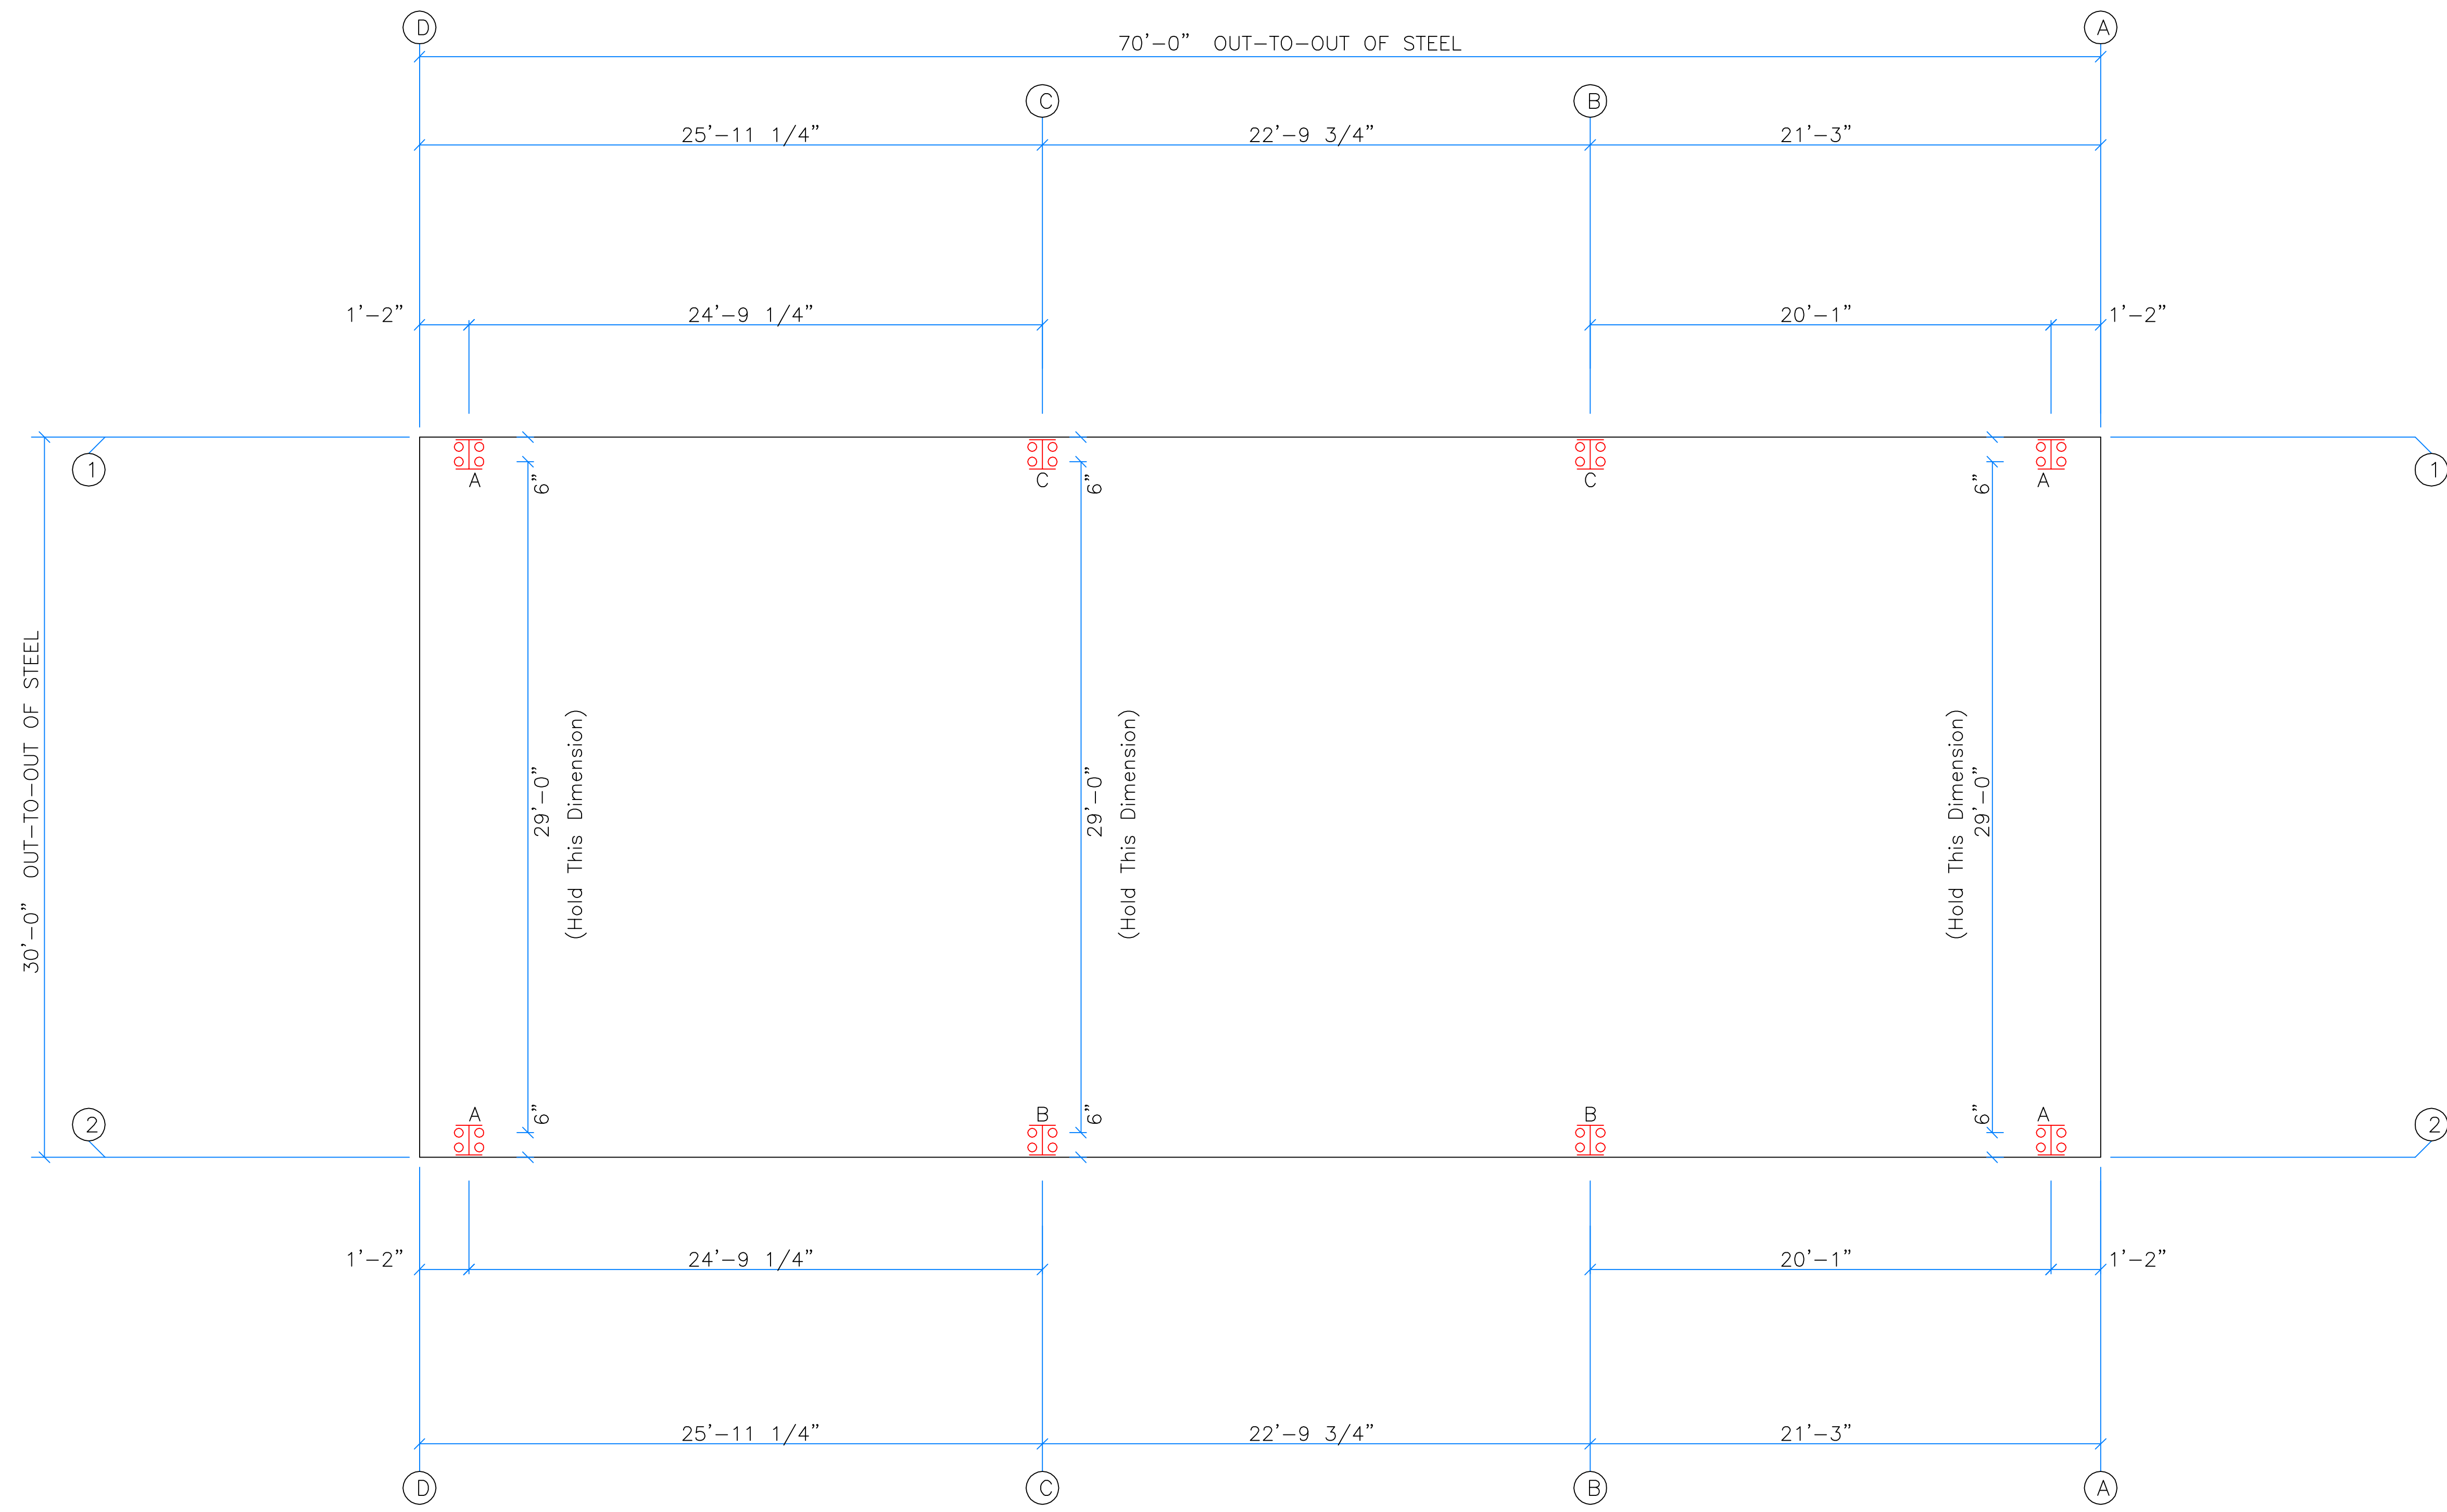 D A
70'-0" OUT-TO-OUT OF STEEL
C B
25'-11 1/4" 22'-9 3/4" 21'-3"
1'-2" 24'-9 1/4" 20'-1" 1'-2"
1 1
A C C A
6" 6" 6"
30'-0" OUT-TO-OUT OF STEEL
29'-0"
(Hold This Dimension)
29'-0"
(Hold This Dimension)
(Hold This Dimension)
29'-0"
6" 6" 6"
A B B A
2 2
1'-2" 24'-9 1/4" 20'-1" 1'-2"
25'-11 1/4" 22'-9 3/4" 21'-3"
D C B A